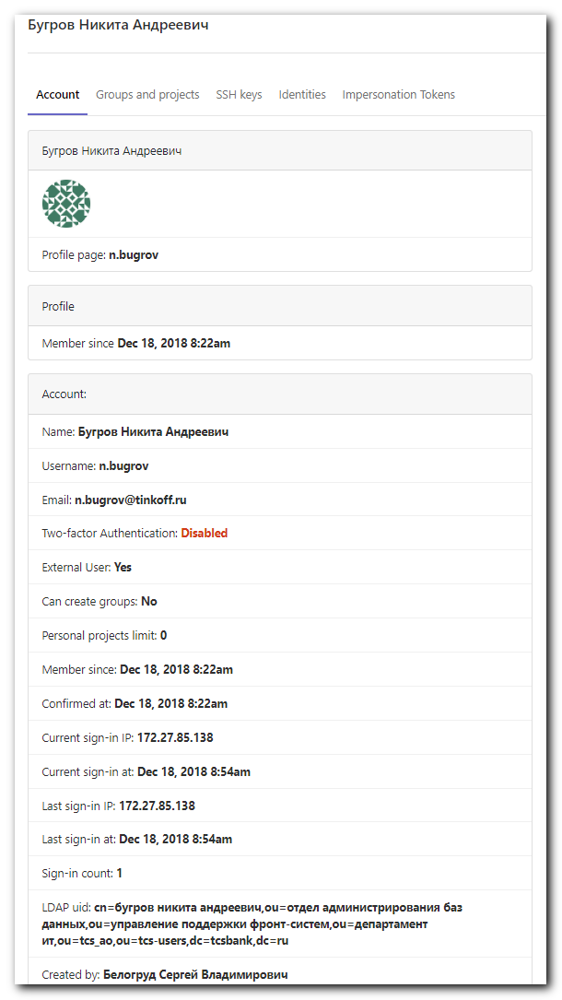 Бугров Никита Андреевич
Account Groups and projects SSH keys Identities Impersonation Tokens
Бугров Никита Андреевич
Profile page: n.bugrov
Profile
Member since Dec 18, 2018 8:22am
Account:
Name: Бугров Никита Андреевич
Username: n.bugrov
Email: n.bugrov@tinkoff.ru
Two-factor Authentication: Disabled
External User: Yes
Can create groups: No
Personal projects limit: 0
Member since: Dec 18, 2018 8:22am
Confirmed at: Dec 18, 2018 8:22am
Current sign-in IP: 172.27.85.138
Current sign-in at: Dec 18, 2018 8:54am
Last sign-in IP: 172.27.85.138
Last sign-in at: Dec 18, 2018 8:54am
Sign-in count: 1
LDAP uid: cn=бугров никита андреевич,ou=отдел администрирования баз
данных,ou=управление поддержки фронт-систем,ou=департамент
ит,ou=tcs_ao,ou=tcs-users,dc=tcsbank,dc=ru
Created by: Белогруд Сергей Владимирович